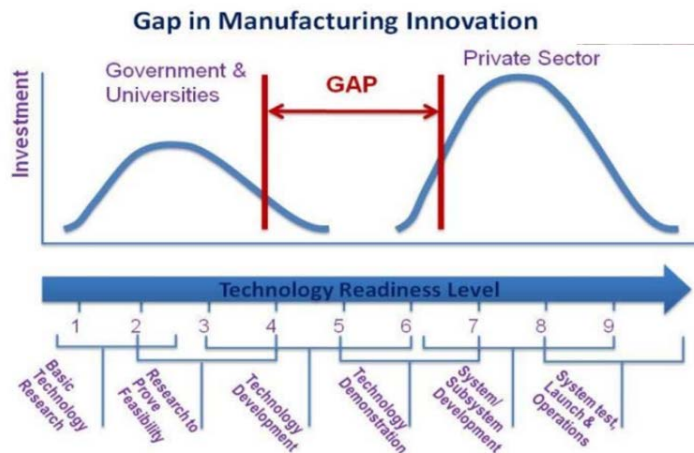 Gap in Manufacturing Innovation
Government &
Universities
GAP
Private Sector
Investment
Technology Readiness Level
1 2 3 4 5 6 7 8 9
Basic
Technology
Research
Research to
Prove
Feasibility
Technology
Development
Technology
Demonstration
System/
Subsystem
Development
System test,
Launch &
Operations